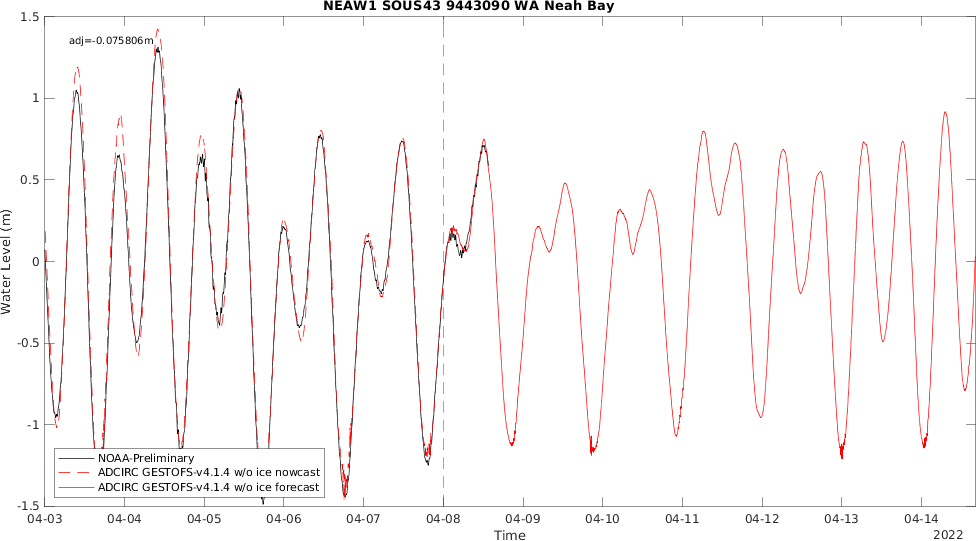 NEAW1 SOUS43 9443090 WA Neah Bay
adj=-0.075806m
Water Level (m)
1.5
1
0.5
0
-0.5
-1
-1.5
NOAA-Preliminary
ADCIRC GESTOFS-v4.1.4 w/o ice nowcast
ADCIRC GESTOFS-v4.1.4 w/o ice forecast
04-03 04-04 04-05 04-06 04-07 04-08 04-09 04-10 04-11 04-12 04-13 04-14
Time
2022